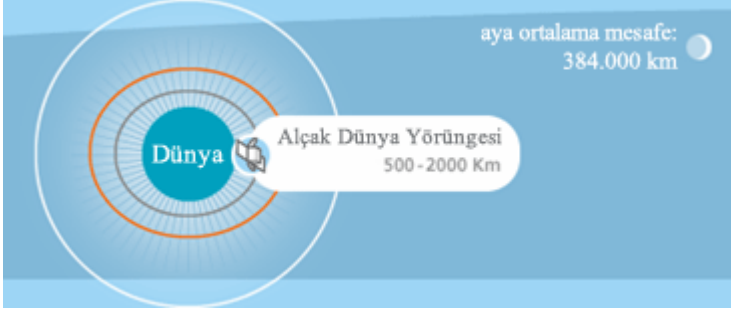 aya ortalama mesafe:
384.000 km
Dünya
Alçak Dünya Yörüngesi
500-2000 Km